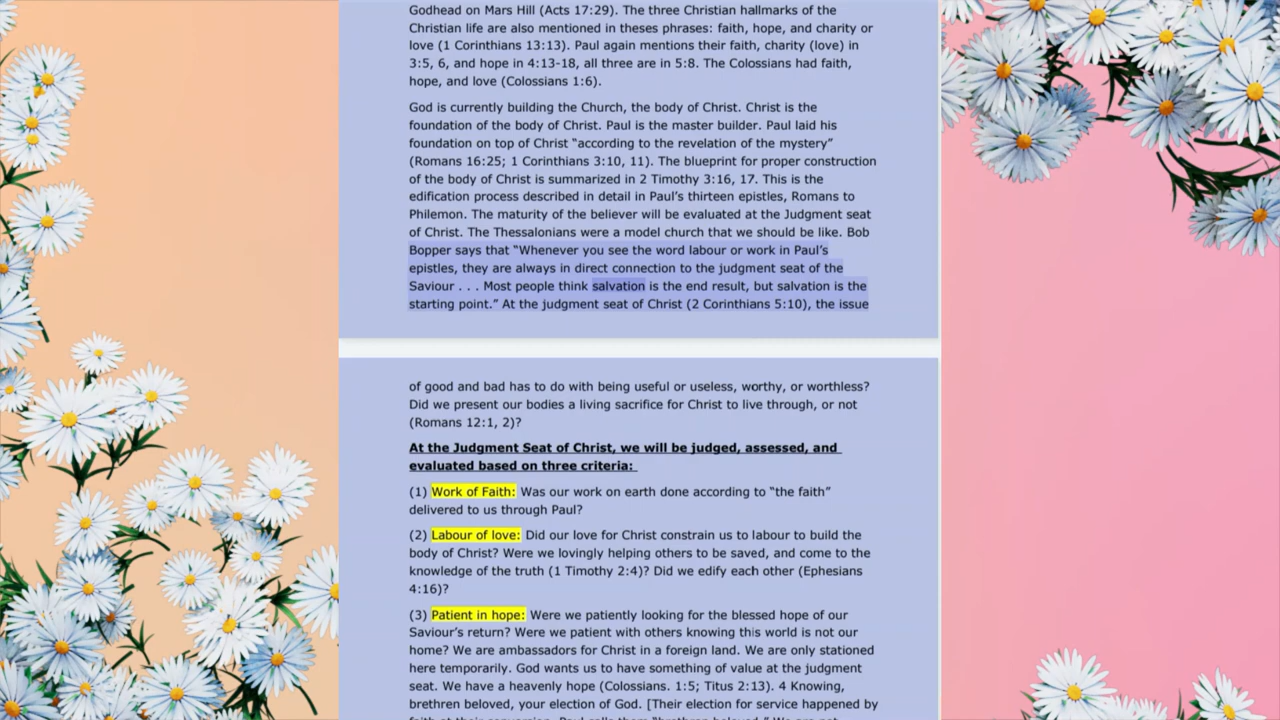 Godhead on Mars Hill (Acts 17:29). The three Christian hallmarks of the
Christian life are also mentioned in theses phrases: faith, hope, and charity or
love (1 Corinthians 13:13). Paul again mentions their faith, charity (love) in
3:5, 6, and hope in 4:13-18, all three are in 5:8. The Colossians had faith,
hope, and love (Colossians 1:6).
God is currently building the Church, the body of Christ. Christ is the
foundation of the body of Christ. Paul is the master builder. Paul laid his
foundation on top of Christ “according to the revelation of the mystery”
(Romans 16:25; 1 Corinthians 3:10, 11). The blueprint for proper construction
of the body of Christ is summarized in 2 Timothy 3:16, 17. This is the
edification process described in detail in Paul’s thirteen epistles, Romans to
Philemon. The maturity of the believer will be evaluated at the Judgment seat
of Christ. The Thessalonians were a model church that we should be like. Bob
Bopper says that “Whenever you see the word labour or work in Paul’s
epistles, they are always in direct connection to the judgment seat of the
Saviour . . . Most people think salvation is the end result, but salvation is the
starting point.” At the judgment seat of Christ (2 Corinthians 5:10), the issue
of good and bad has to do with being useful or useless, worthy, or worthless?
Did we present our bodies a living sacrifice for Christ to live through, or not
(Romans 12:1, 2)?
At the Judgment Seat of Christ, we will be judged, assessed, and
evaluated based on three criteria:
(1) Work of Faith: Was our work on earth done according to “the faith”
delivered to us through Paul?
(2) Labour of love: Did our love for Christ constrain us to labour to build the
body of Christ? Were we lovingly helping others to be saved, and come to the
knowledge of the truth (1 Timothy 2:4)? Did we edify each other (Ephesians
4:16)?
(3) Patient in hope: Were we patiently looking for the blessed hope of our
Saviour’s return? Were we patient with others knowing this world is not our
home? We are ambassadors for Christ in a foreign land. We are only stationed
here temporarily. God wants us to have something of value at the judgment
seat. We have a heavenly hope (Colossians. 1:5; Titus 2:13). 4 Knowing,
brethren beloved, your election of God. [Their election for service happened by
faith at their conversion. Paul calls them “brethren beloved.” We are not